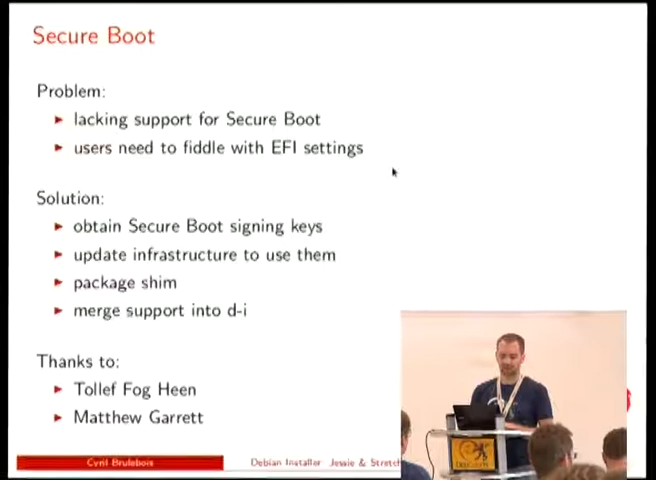 Secure Boot
Problem:
lacking support for Secure Boot
users need to fiddle with EFI settings
Solution:
obtain Secure Boot signing keys
update infrastructure to use them
package shim
merge support into d-i
Thanks to:
Tollef Fog Heen
Matthew Garrett
Cyril Brulebois
Debian Installer Jessie & Stretch